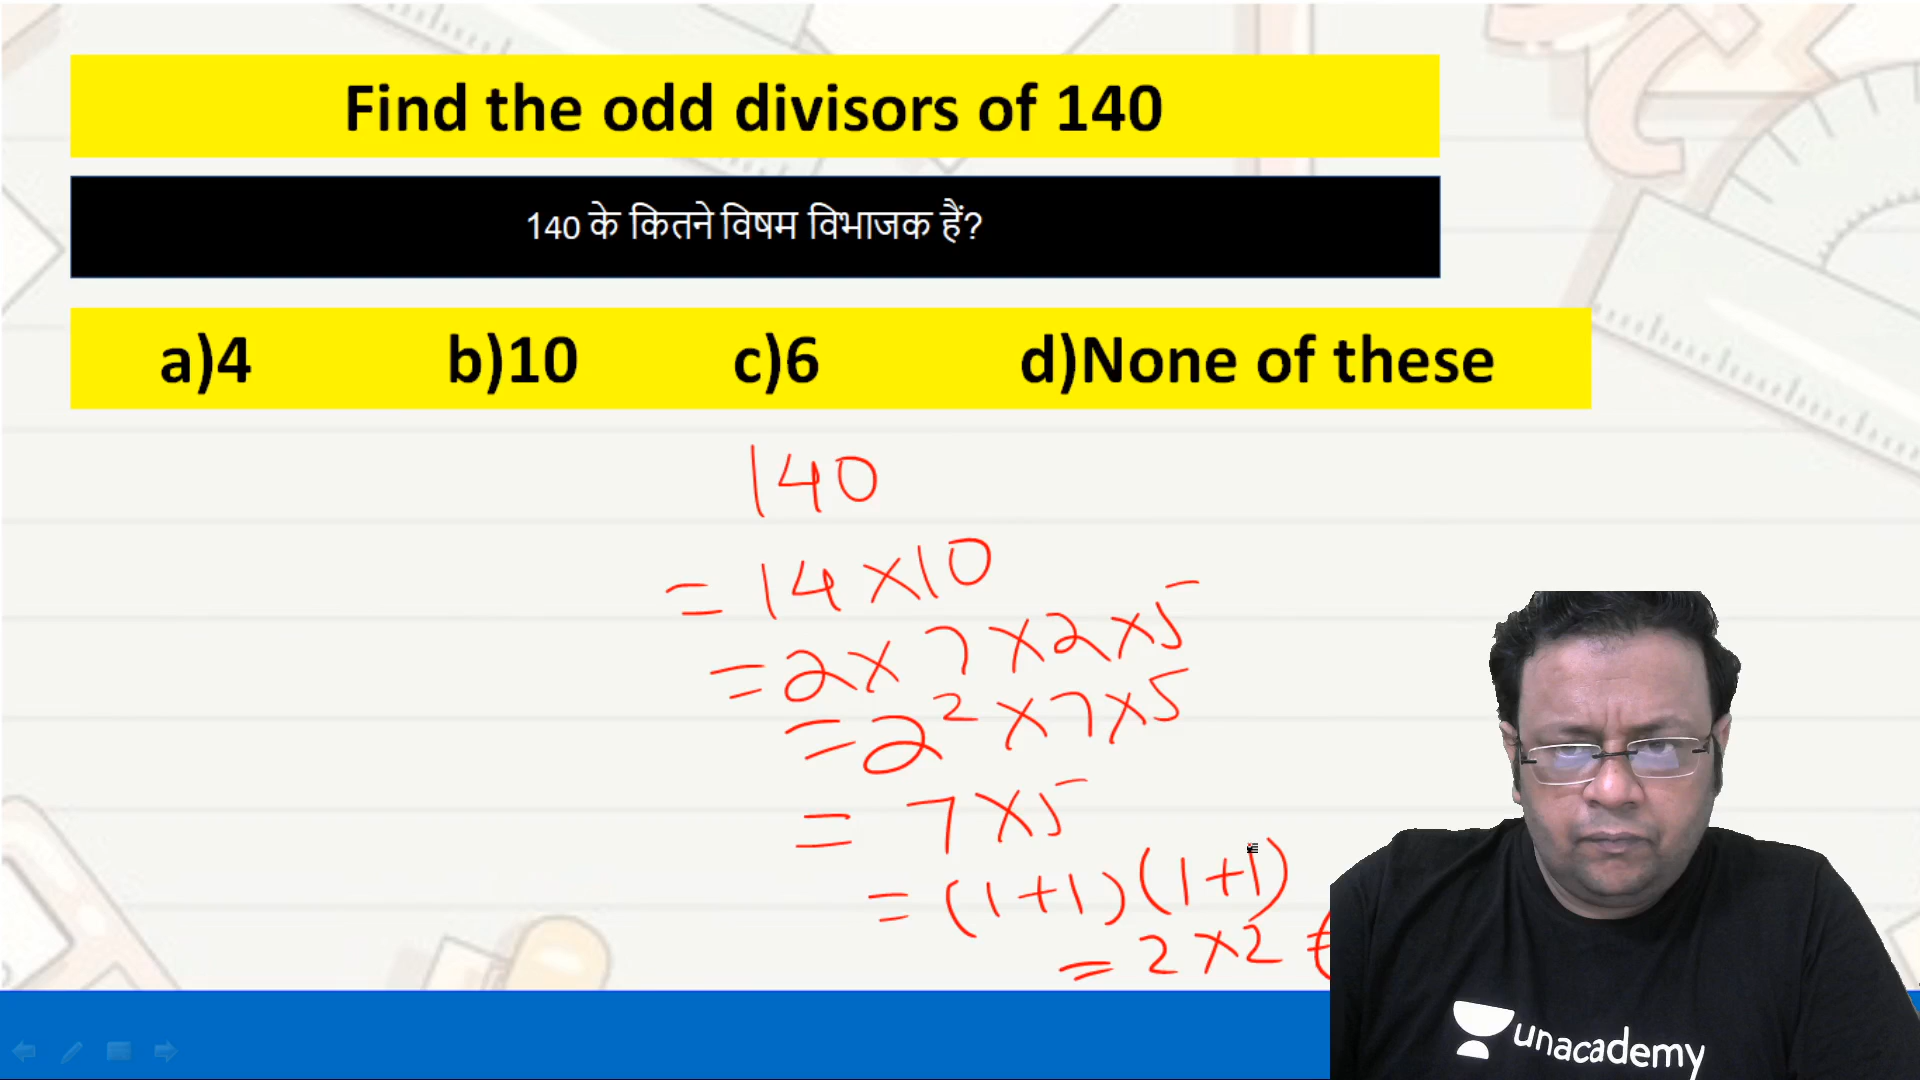 Find the odd divisors of 140
140 के कितने विषम विभाजक हैं?
a)4 b)10 c)6 d)None of these
140
= 14 × 10
= 2 × 7 × 2 × 5
= 2² × 7 × 5
= 7 × 5
= (1+1) (1+1)
= 2 × 2
unacademy